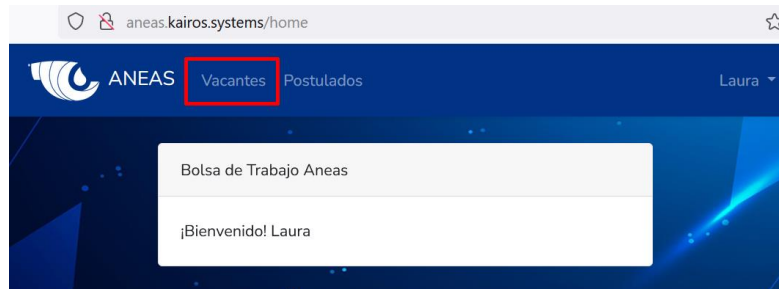 aneas.kairos.systems/home
ANEAS Vacantes Postulados Laura
Bolsa de Trabajo Aneas
¡Bienvenido! Laura